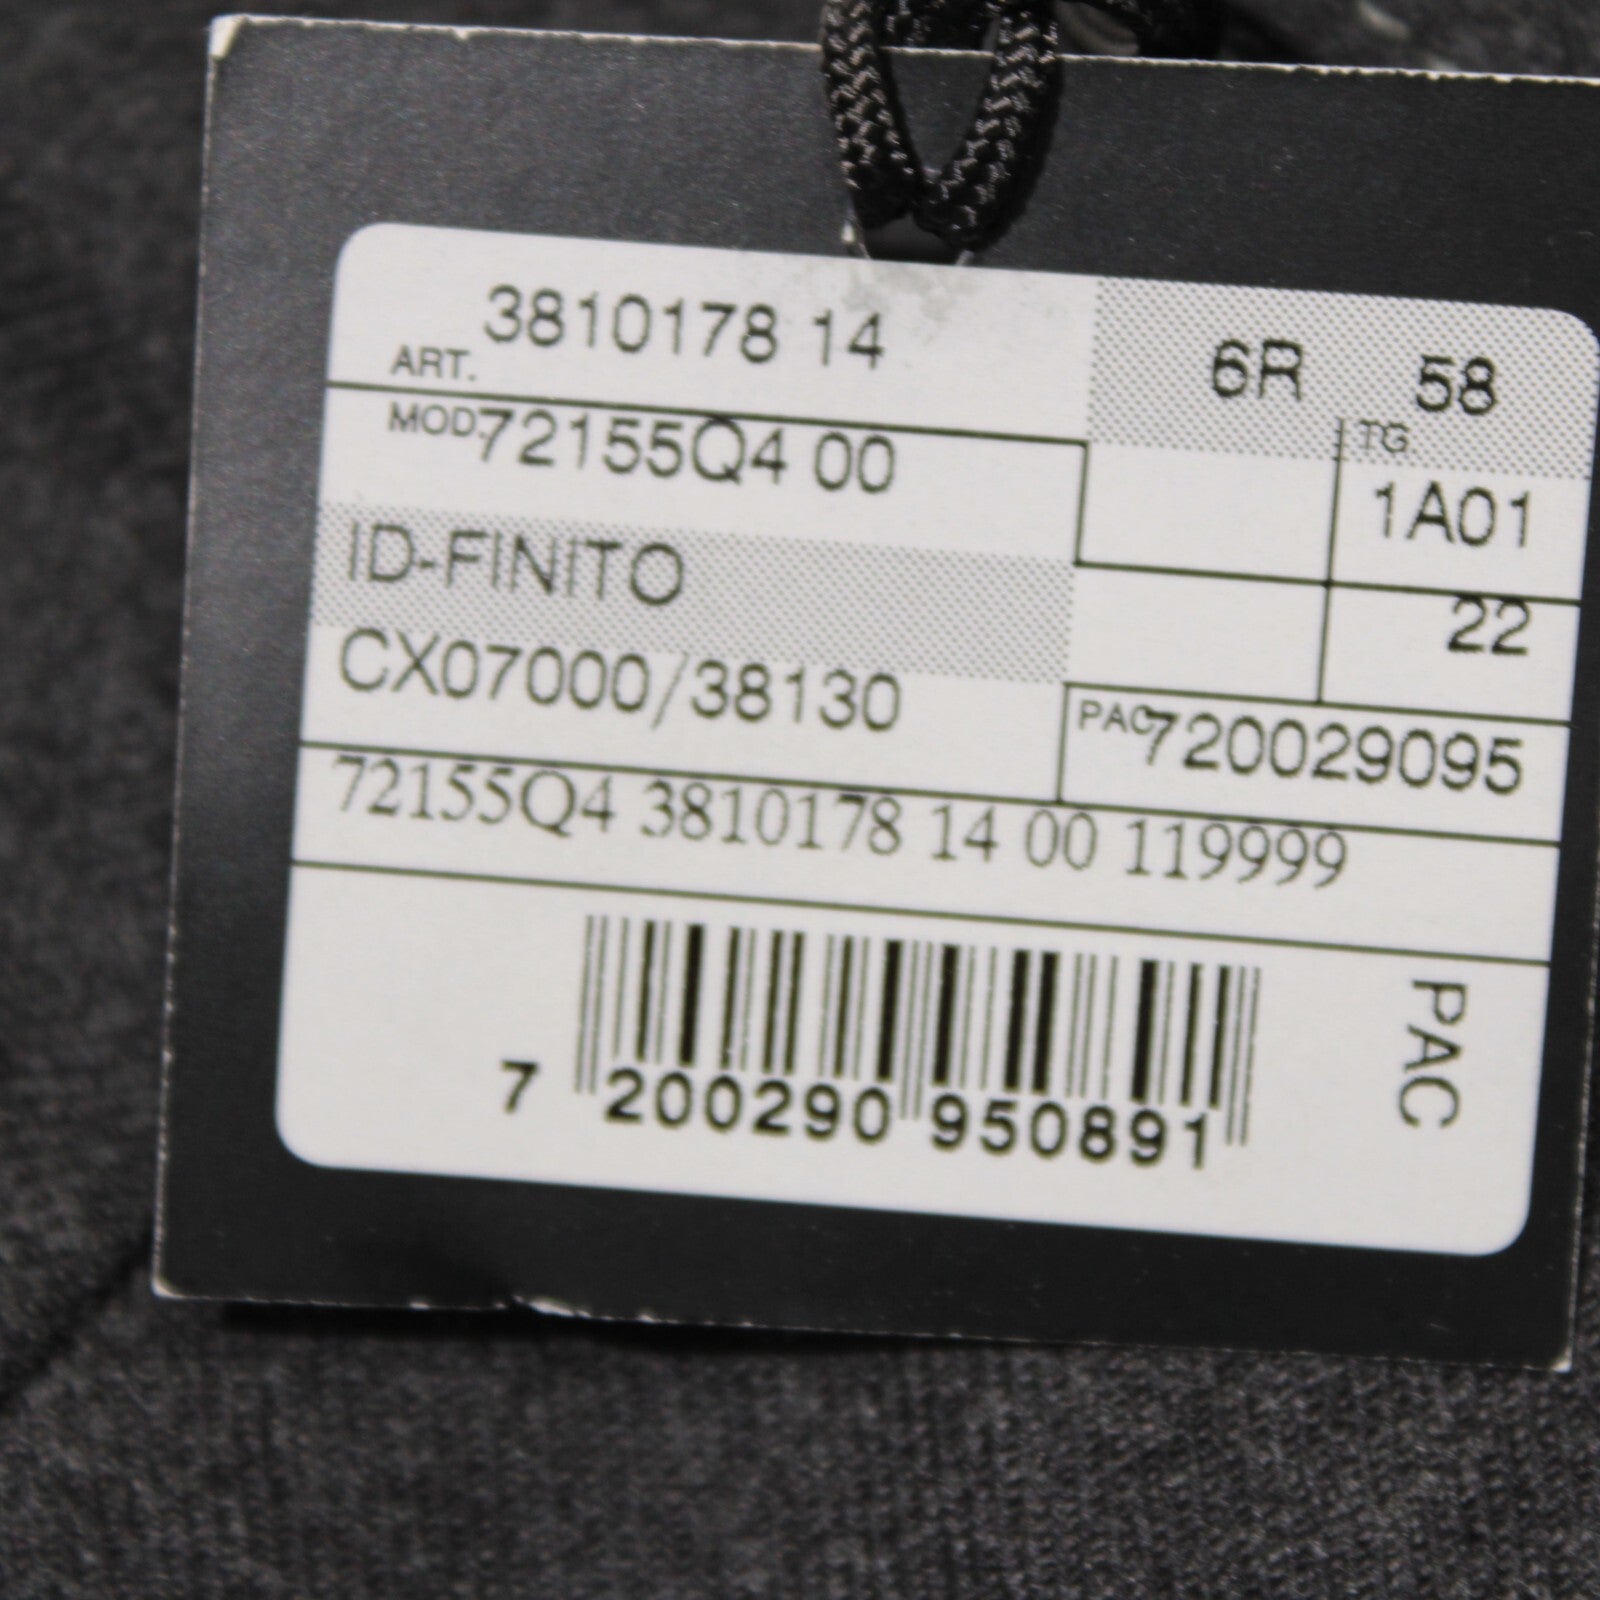 ART. 3810178 14 6R 58
MOD. 72155Q4 00 TG.
1A01
ID-FINITO
22
CX07000/38130
PAC 720029095
72155Q4 3810178 14 00 119999
PAC
7 200290 950891